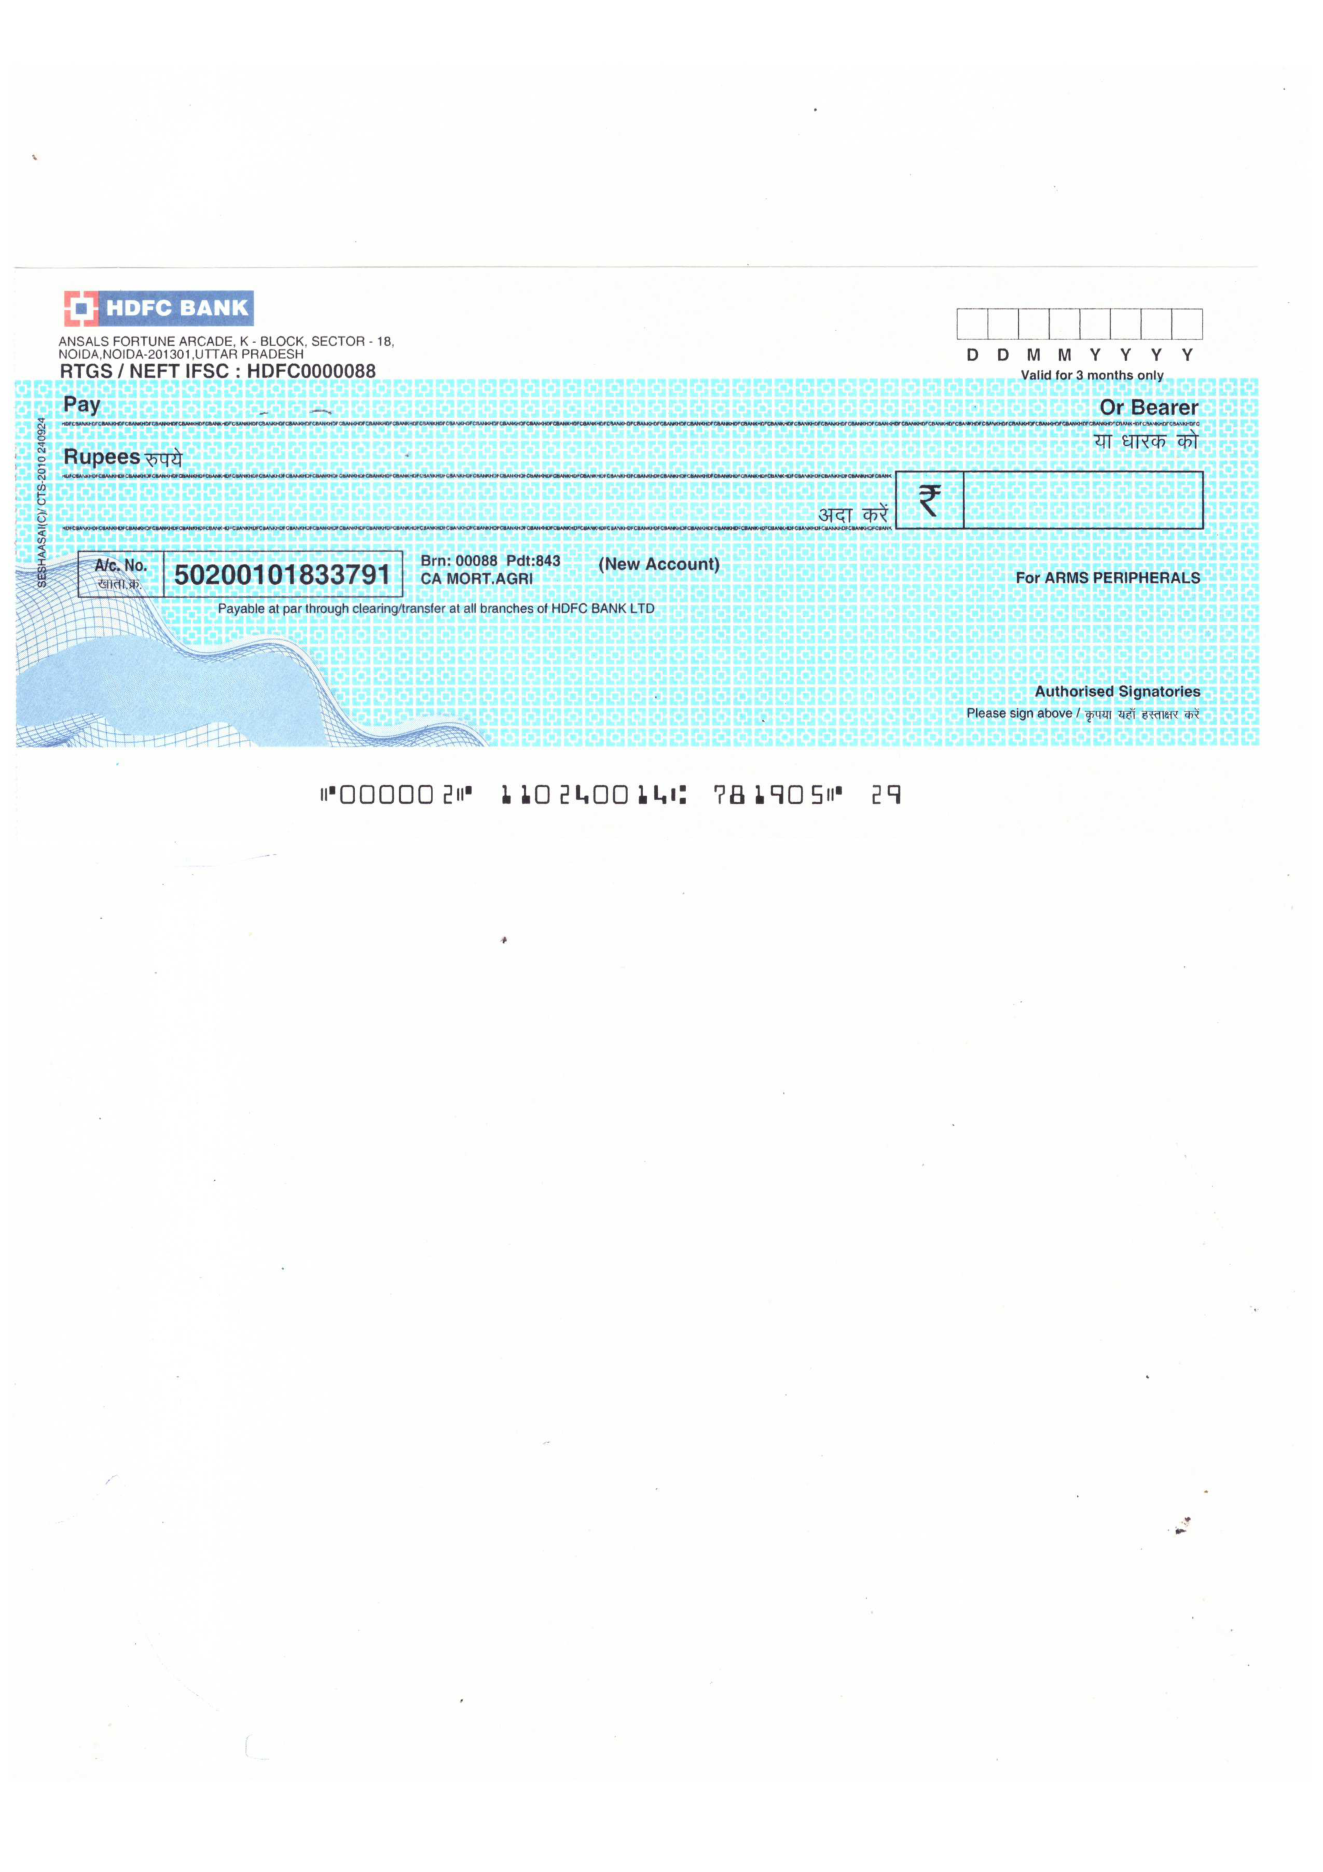 HDFC BANK
ANSALS FORTUNE ARCADE, K - BLOCK, SECTOR - 18,
NOIDA,NOIDA-201301,UTTAR PRADESH
RTGS / NEFT IFSC : HDFC0000088
D D M M Y Y Y Y
Valid for 3 months only
Pay
Or Bearer
या धारक को
Rupees रुपये
अदा करें
₹
A/c. No.
खाता क्र.
50200101833791
Brn: 00088 Pdt:843
CA MORT.AGRI
(New Account)
For ARMS PERIPHERALS
Payable at par through clearing/transfer at all branches of HDFC BANK LTD
Authorised Signatories
Please sign above / कृपया यहाँ हस्ताक्षर करें
SESHAASAI(C)/ CTS-2010 240924
⑈000002⑈ 110240014⑆ 781905⑈ 29